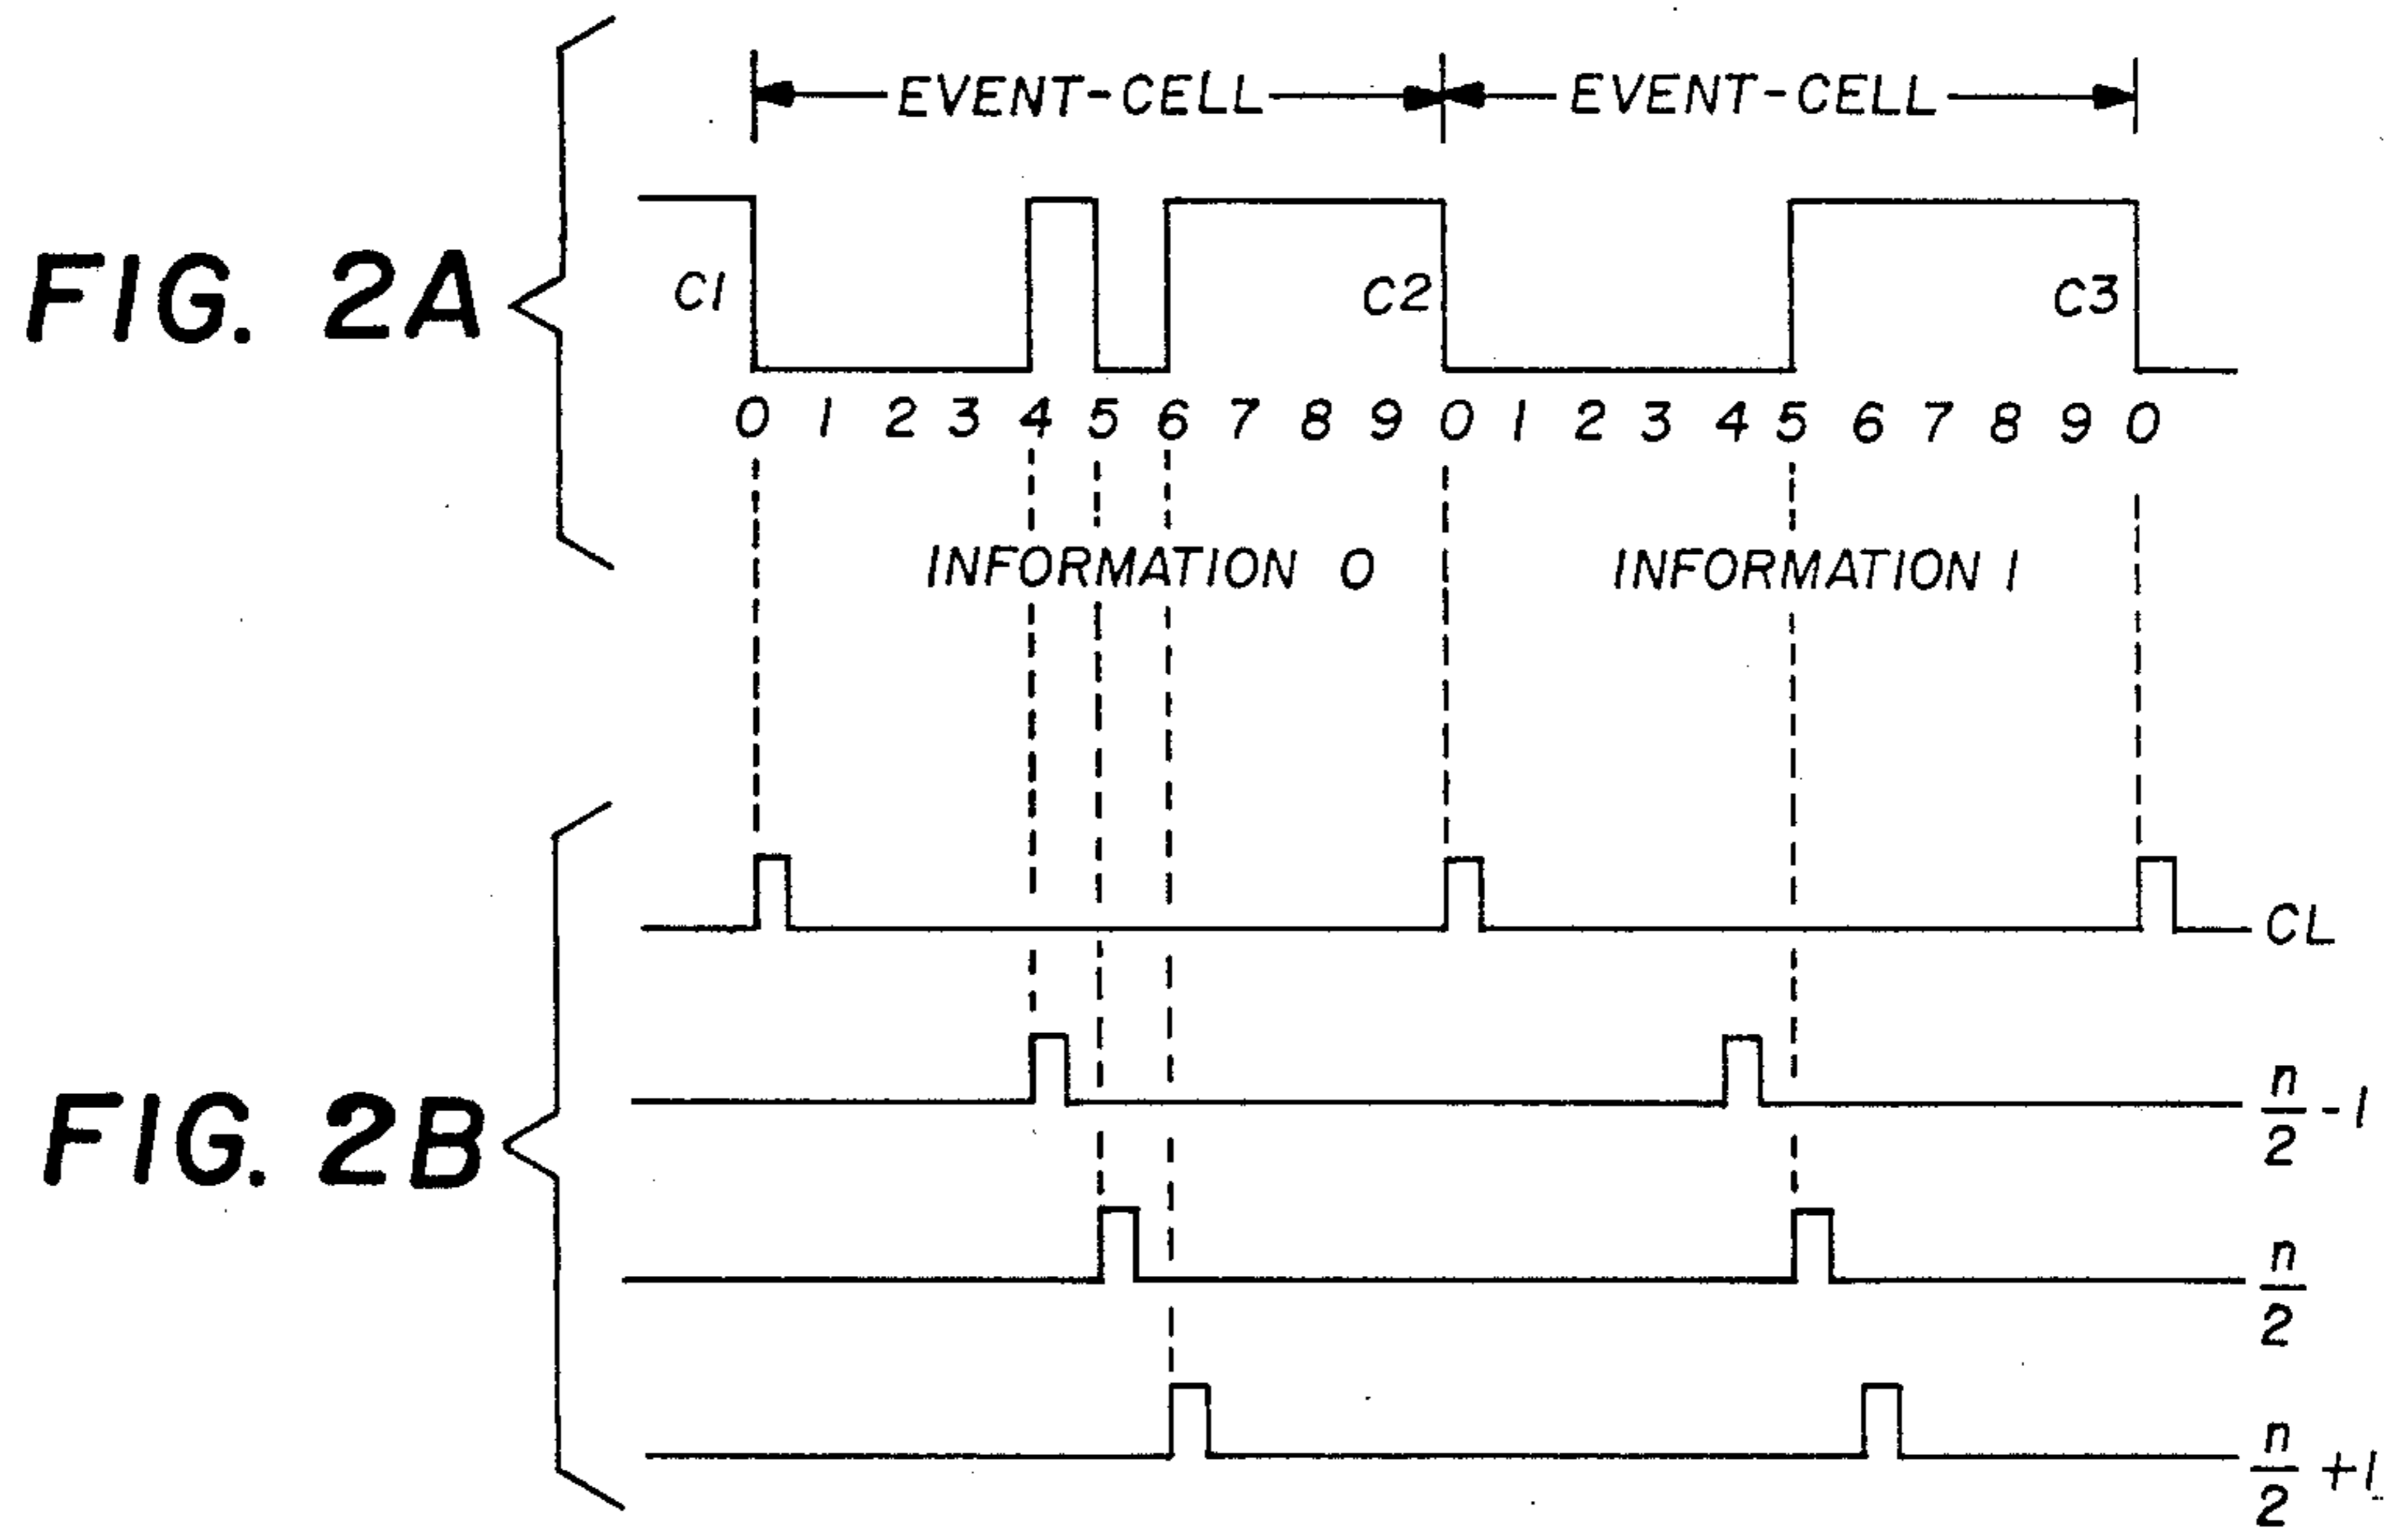 EVENT-CELL EVENT-CELL
FIG. 2A
C1 C2 C3
0 1 2 3 4 5 6 7 8 9 0 1 2 3 4 5 6 7 8 9 0
INFORMATION 0 INFORMATION 1
FIG. 2B
CL
n/2 -1
n/2
n/2 +1